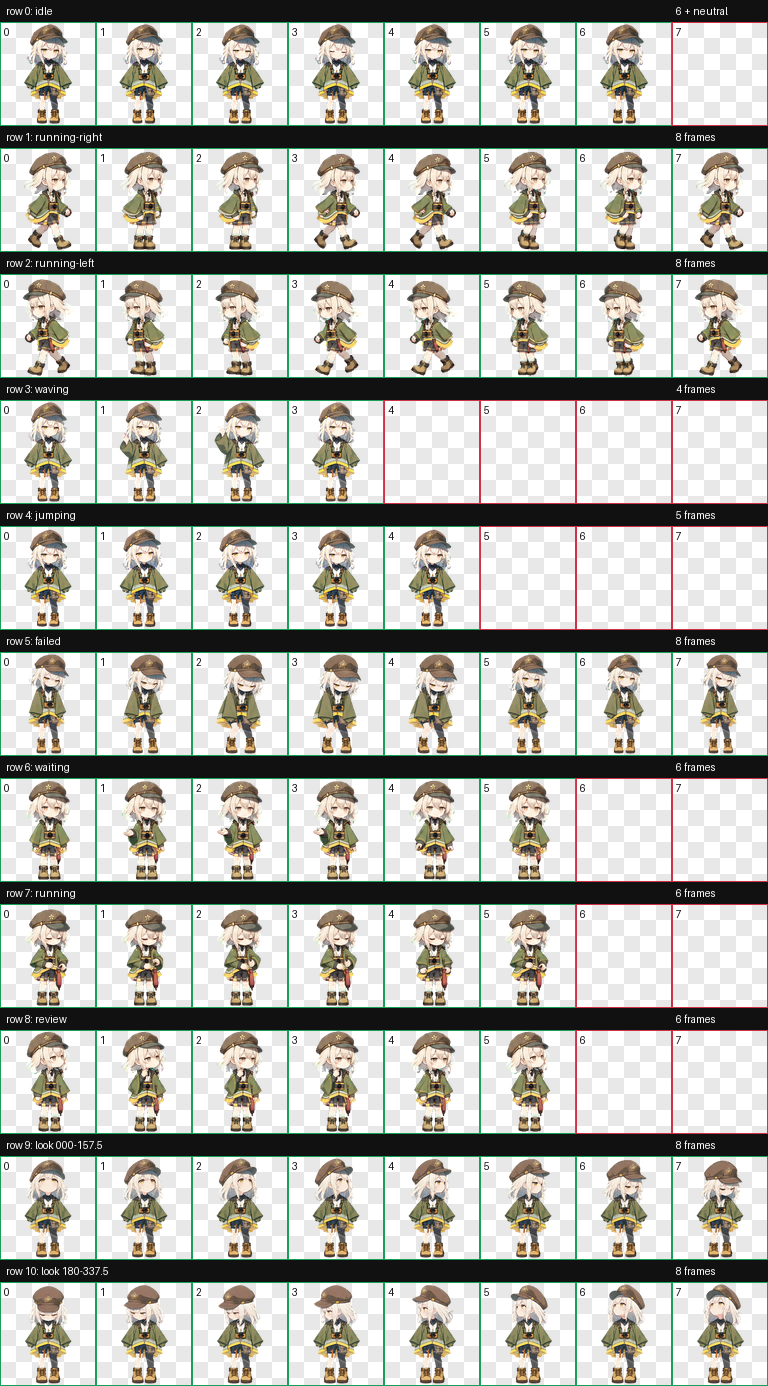 row 0: idle 6 + neutral
0 1 2 3 4 5 6 7
row 1: running-right 8 frames
0 1 2 3 4 5 6 7
row 2: running-left 8 frames
0 1 2 3 4 5 6 7
row 3: waving 4 frames
0 1 2 3 4 5 6 7
row 4: jumping 5 frames
0 1 2 3 4 5 6 7
row 5: failed 8 frames
0 1 2 3 4 5 6 7
row 6: waiting 6 frames
0 1 2 3 4 5 6 7
row 7: running 6 frames
0 1 2 3 4 5 6 7
row 8: review 6 frames
0 1 2 3 4 5 6 7
row 9: look 000-157.5 8 frames
0 1 2 3 4 5 6 7
row 10: look 180-337.5 8 frames
0 1 2 3 4 5 6 7